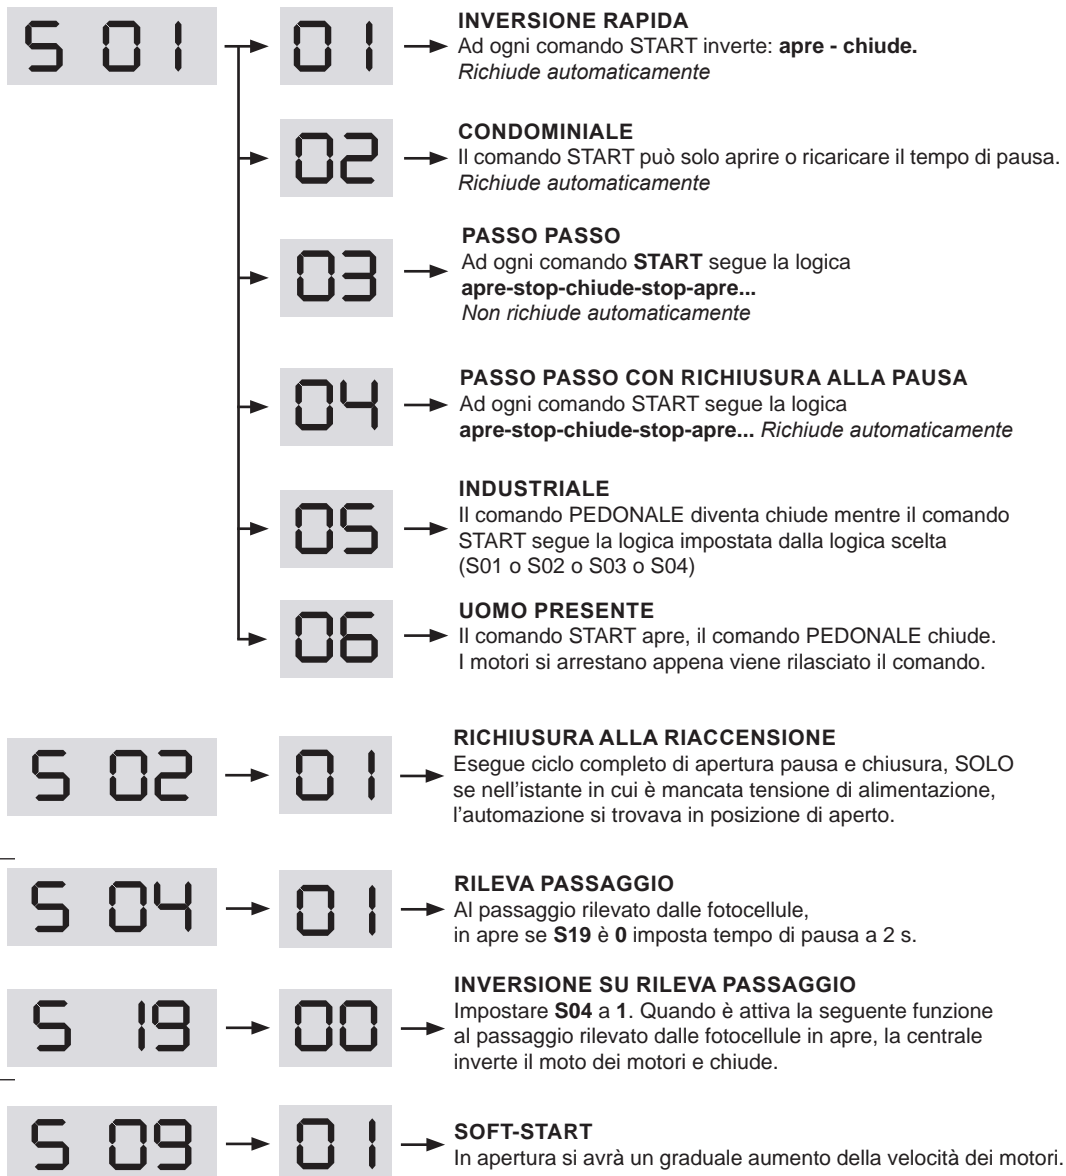 S 01
01
INVERSIONE RAPIDA
Ad ogni comando START inverte: apre - chiude.
Richiude automaticamente
02
CONDOMINIALE
Il comando START può solo aprire o ricaricare il tempo di pausa.
Richiude automaticamente
03
PASSO PASSO
Ad ogni comando START segue la logica
apre-stop-chiude-stop-apre...
Non richiude automaticamente
04
PASSO PASSO CON RICHIUSURA ALLA PAUSA
Ad ogni comando START segue la logica
apre-stop-chiude-stop-apre... Richiude automaticamente
05
INDUSTRIALE
Il comando PEDONALE diventa chiude mentre il comando
START segue la logica impostata dalla logica scelta
(S01 o S02 o S03 o S04)
06
UOMO PRESENTE
Il comando START apre, il comando PEDONALE chiude.
I motori si arrestano appena viene rilasciato il comando.
S 02
01
RICHIUSURA ALLA RIACCENSIONE
Esegue ciclo completo di apertura pausa e chiusura, SOLO
se nell'istante in cui è mancata tensione di alimentazione,
l'automazione si trovava in posizione di aperto.
S 04
01
RILEVA PASSAGGIO
Al passaggio rilevato dalle fotocellule,
in apre se S19 è 0 imposta tempo di pausa a 2 s.
S 19
00
INVERSIONE SU RILEVA PASSAGGIO
Impostare S04 a 1. Quando è attiva la seguente funzione
al passaggio rilevato dalle fotocellule in apre, la centrale
inverte il moto dei motori e chiude.
S 09
01
SOFT-START
In apertura si avrà un graduale aumento della velocità dei motori.